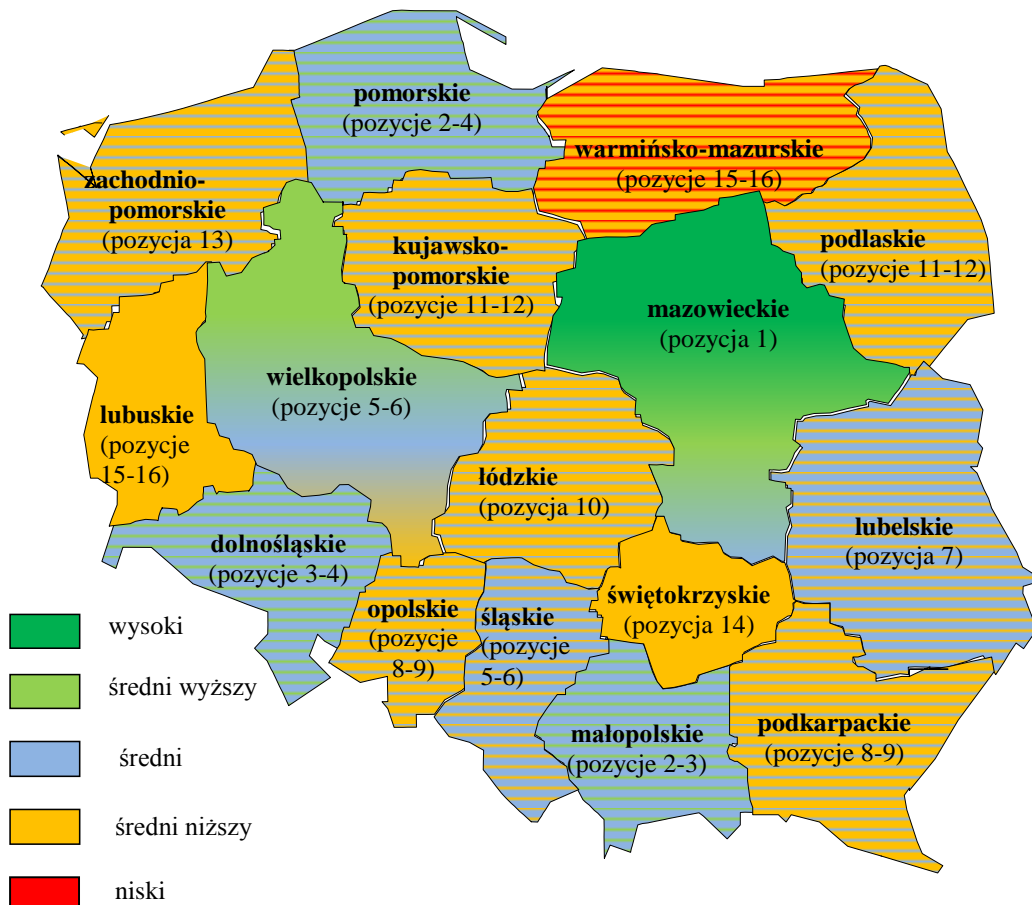 pomorskie
(pozycje 2-4)
warmińsko-mazurskie
(pozycje 15-16)
zachodnio-
pomorskie
(pozycja 13)
kujawsko-
pomorskie
(pozycje 11-12)
podlaskie
(pozycje 11-12)
mazowieckie
(pozycja 1)
wielkopolskie
(pozycje 5-6)
lubuskie
(pozycje
15-16)
łódzkie
(pozycja 10)
lubelskie
(pozycja 7)
dolnośląskie
(pozycje 3-4)
opolskie
(pozycje
8-9)
śląskie
(pozycje
5-6)
świętokrzyskie
(pozycja 14)
małopolskie
(pozycje 2-3)
podkarpackie
(pozycje 8-9)
wysoki
średni wyższy
średni
średni niższy
niski